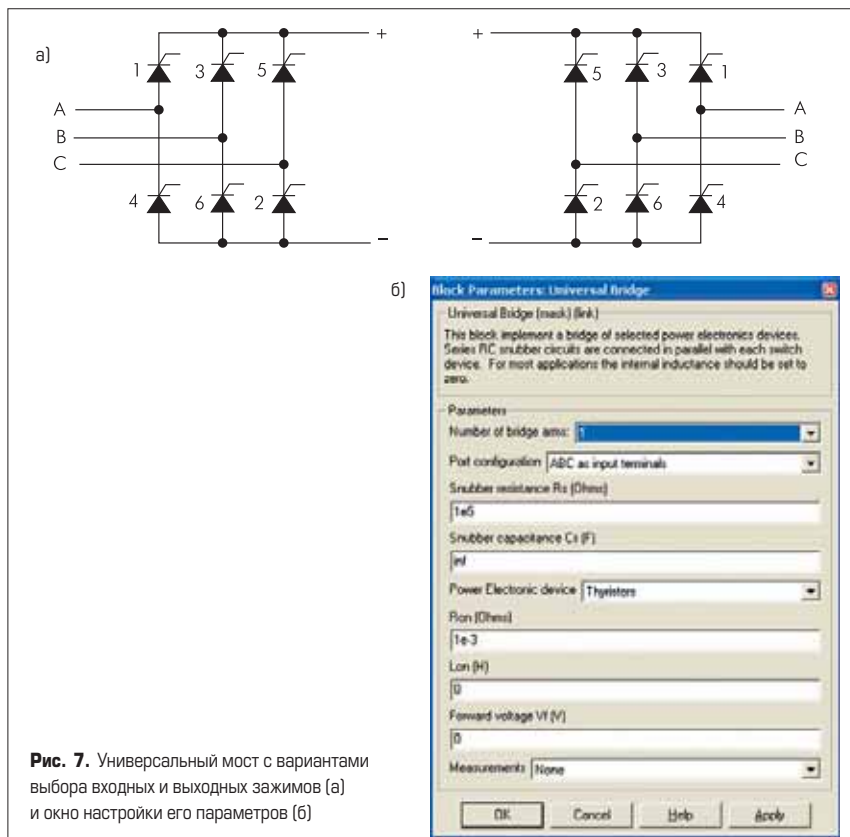 а)
1
3
5
+
A
B
C
4
6
2
–
+
5
3
1
A
B
C
2
6
4
–
б)
Block Parameters: Universal Bridge
Universal Bridge (mask) (link)
This block implement a bridge of selected power electronics devices.
Series RC snubber circuits are connected in parallel with each switch
device. For most applications the internal inductance should be set to
zero.
Parameters
Number of bridge arms: 1
Port configuration ABC as input terminals
Snubber resistance Rs (Ohms)
1e5
Snubber capacitance Cs (F)
inf
Power Electronic device Thyristors
Ron (Ohms)
1e-3
Lon (H)
0
Forward voltage Vf (V)
0
Measurements None
OK Cancel Help Apply
Рис. 7. Универсальный мост с вариантами
выбора входных и выходных зажимов (а)
и окно настройки его параметров (б)